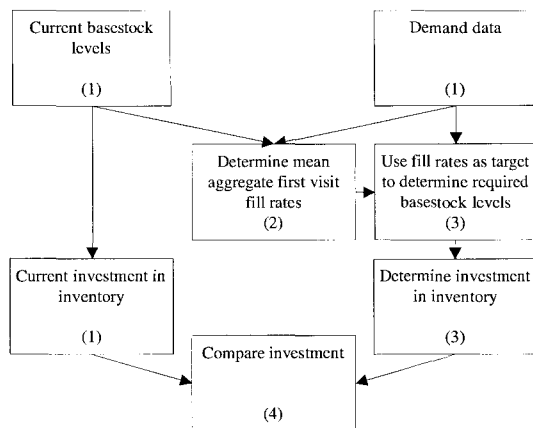 Current basestock
levels
(1)
Demand data
(1)
Determine mean
aggregate first visit
fill rates
(2)
Use fill rates as target
to determine required
basestock levels
(3)
Current investment in
inventory
(1)
Determine investment
in inventory
(3)
Compare investment
(4)